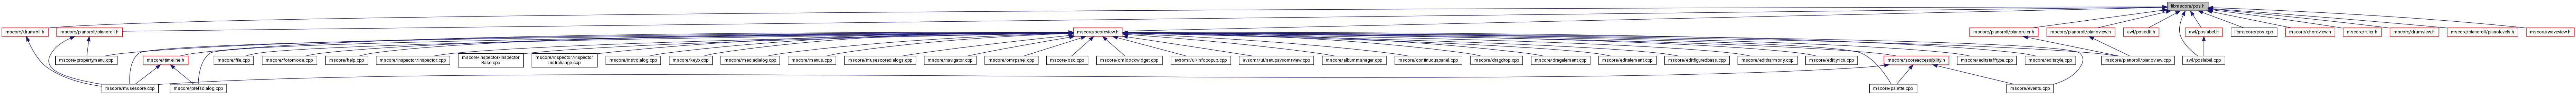 libmscore/pos.h
mscore/drumroll.h
mscore/pianoroll/pianoroll.h
mscore/scoreview.h
mscore/pianoroll/pianoruler.h
mscore/pianoroll/pianoview.h
awl/posedit.h
awl/poslabel.h
libmscore/pos.cpp
mscore/chordview.h
mscore/ruler.h
mscore/drumview.h
mscore/pianoroll/pianolevels.h
mscore/waveview.h
mscore/propertymenu.cpp
mscore/timeline.h
mscore/file.cpp
mscore/fotomode.cpp
mscore/help.cpp
mscore/inspector/inspector.cpp
mscore/inspector/inspector
Base.cpp
mscore/inspector/inspector
Instrchange.cpp
mscore/instrdialog.cpp
mscore/keyb.cpp
mscore/mediadialog.cpp
mscore/menus.cpp
mscore/musescoredialogs.cpp
mscore/navigator.cpp
mscore/omrpanel.cpp
mscore/osc.cpp
mscore/qmldockwidget.cpp
avsomr/ui/infopopup.cpp
avsomr/ui/setupavsomrview.cpp
mscore/albummanager.cpp
mscore/continuouspanel.cpp
mscore/dragdrop.cpp
mscore/dragelement.cpp
mscore/editelement.cpp
mscore/editfiguredbass.cpp
mscore/editharmony.cpp
mscore/editlyrics.cpp
mscore/scoreaccessibility.h
mscore/editstafftype.cpp
mscore/editstyle.cpp
mscore/pianoroll/pianoview.cpp
awl/poslabel.cpp
mscore/musescore.cpp
mscore/prefsdialog.cpp
mscore/palette.cpp
mscore/events.cpp